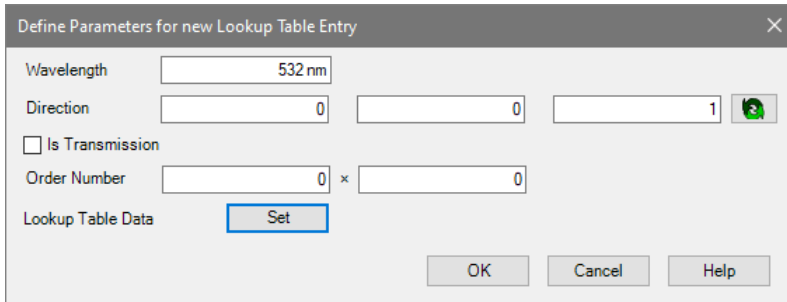 Define Parameters for new Lookup Table Entry
Wavelength 532 nm
Direction 0 0 1
Is Transmission
Order Number 0 × 0
Lookup Table Data Set
OK Cancel Help